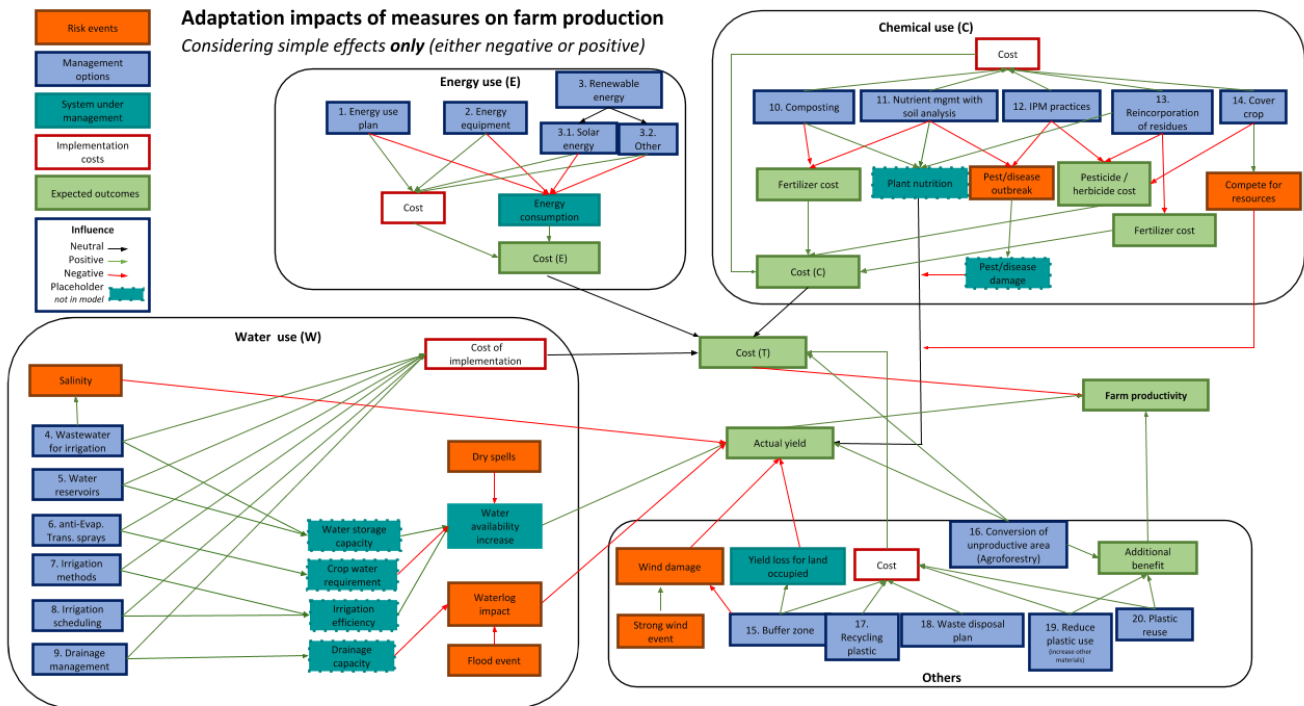 Adaptation impacts of measures on farm production
Considering simple effects only (either negative or positive)
Risk events
Management
options
System under
management
Implementation
costs
Expected outcomes
Influence
Neutral
Positive
Negative
Placeholder
not in model
Energy use (E)
1. Energy use
plan
2. Energy
equipment
3. Renewable
energy
3.1. Solar
energy
3.2.
Other
Cost
Energy
consumption
Cost (E)
Chemical use (C)
Cost
10. Composting
11. Nutrient mgmt with
soil analysis
12. IPM practices
13.
Reincorporation
of residues
14. Cover
crop
Fertilizer cost
Plant nutrition
Pest/disease
outbreak
Pesticide /
herbicide cost
Compete for
resources
Fertilizer cost
Cost (C)
Pest/disease
damage
Water use (W)
Cost of
implementation
Salinity
4. Wastewater
for irrigation
5. Water
reservoirs
6. anti-Evap.
Trans. sprays
7. Irrigation
methods
8. Irrigation
scheduling
9. Drainage
management
Water storage
capacity
Crop water
requirement
Irrigation
efficiency
Drainage
capacity
Dry spells
Water
availability
increase
Waterlog
impact
Flood event
Cost (T)
Actual yield
Farm productivity
Wind damage
Yield loss for land
occupied
Cost
16. Conversion of
unproductive area
(Agroforestry)
Additional
benefit
Strong wind
event
15. Buffer zone
17.
Recycling
plastic
18. Waste disposal
plan
19. Reduce
plastic use
(increase other
materials)
20. Plastic
reuse
Others